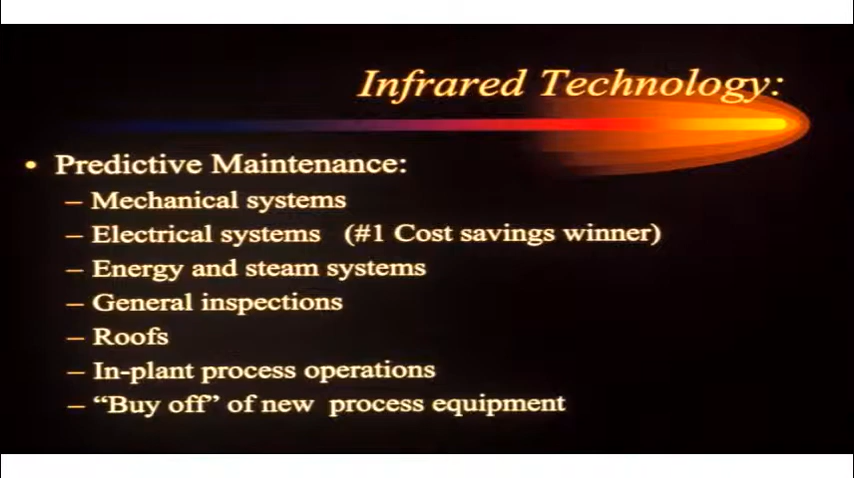 Infrared Technology:
• Predictive Maintenance:
– Mechanical systems
– Electrical systems (#1 Cost savings winner)
– Energy and steam systems
– General inspections
– Roofs
– In-plant process operations
– “Buy off” of new process equipment